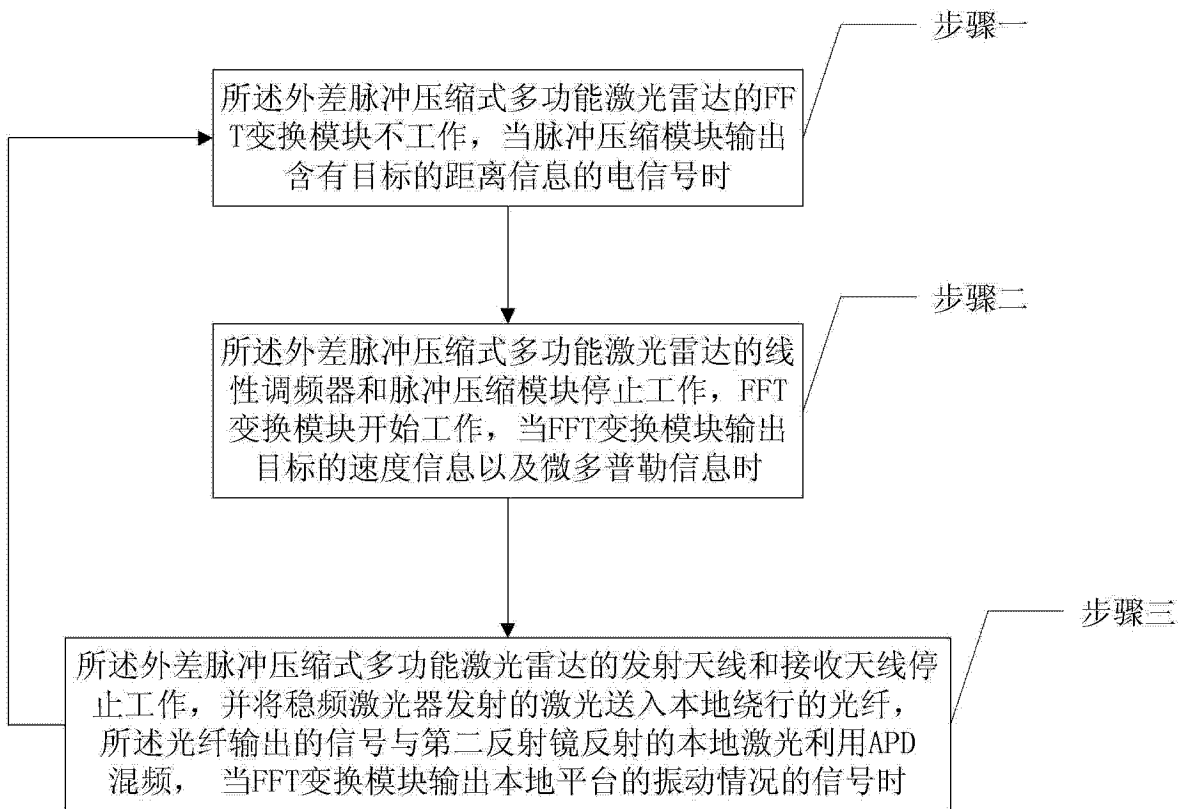 步骤一
所述外差脉冲压缩式多功能激光雷达的FF
T变换模块不工作，当脉冲压缩模块输出
含有目标的距离信息的电信号时
步骤二
所述外差脉冲压缩式多功能激光雷达的线
性调频器和脉冲压缩模块停止工作，FFT
变换模块开始工作，当FFT变换模块输出
目标的速度信息以及微多普勒信息时
步骤三
所述外差脉冲压缩式多功能激光雷达的发射天线和接收天线停
止工作，并将稳频激光器发射的激光送入本地绕行的光纤，
所述光纤输出的信号与第二反射镜反射的本地激光利用APD
混频， 当FFT变换模块输出本地平台的振动情况的信号时